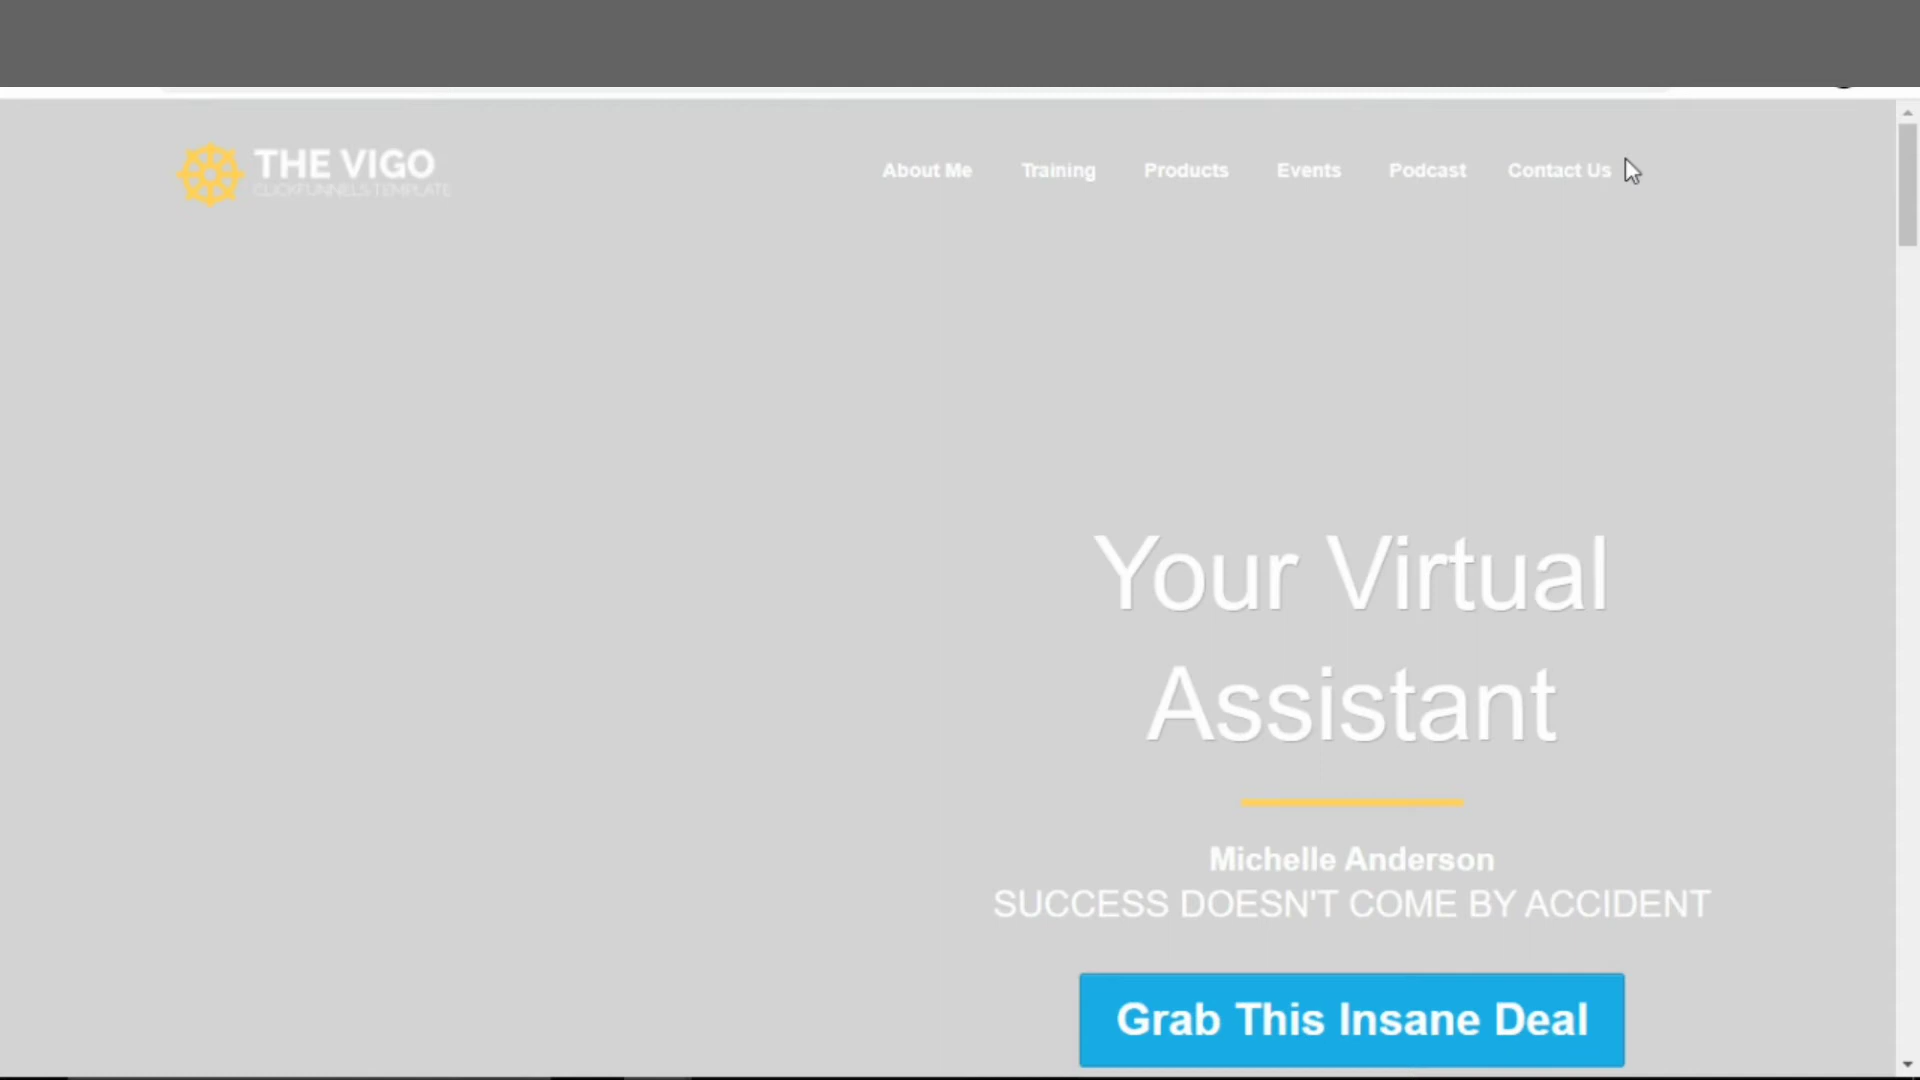 THE VIGO
CLICKFUNNELS TEMPLATE
About Me Training Products Events Podcast Contact Us
Your Virtual
Assistant
Michelle Anderson
SUCCESS DOESN'T COME BY ACCIDENT
Grab This Insane Deal